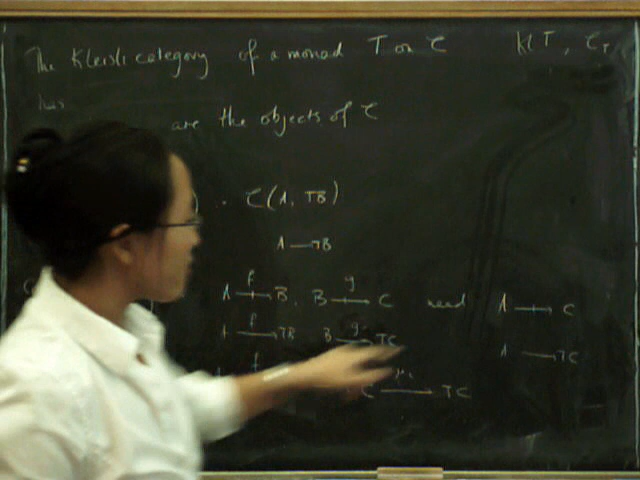 The Kleisli category of a monad T on C Kl T, C_T
has
are the objects of C
) . C(A, TB)
A → TB
A -f-> B, B -g-> C need A → C
f→ TB B -g-> TC A → TC
f C -μ_C-> TC